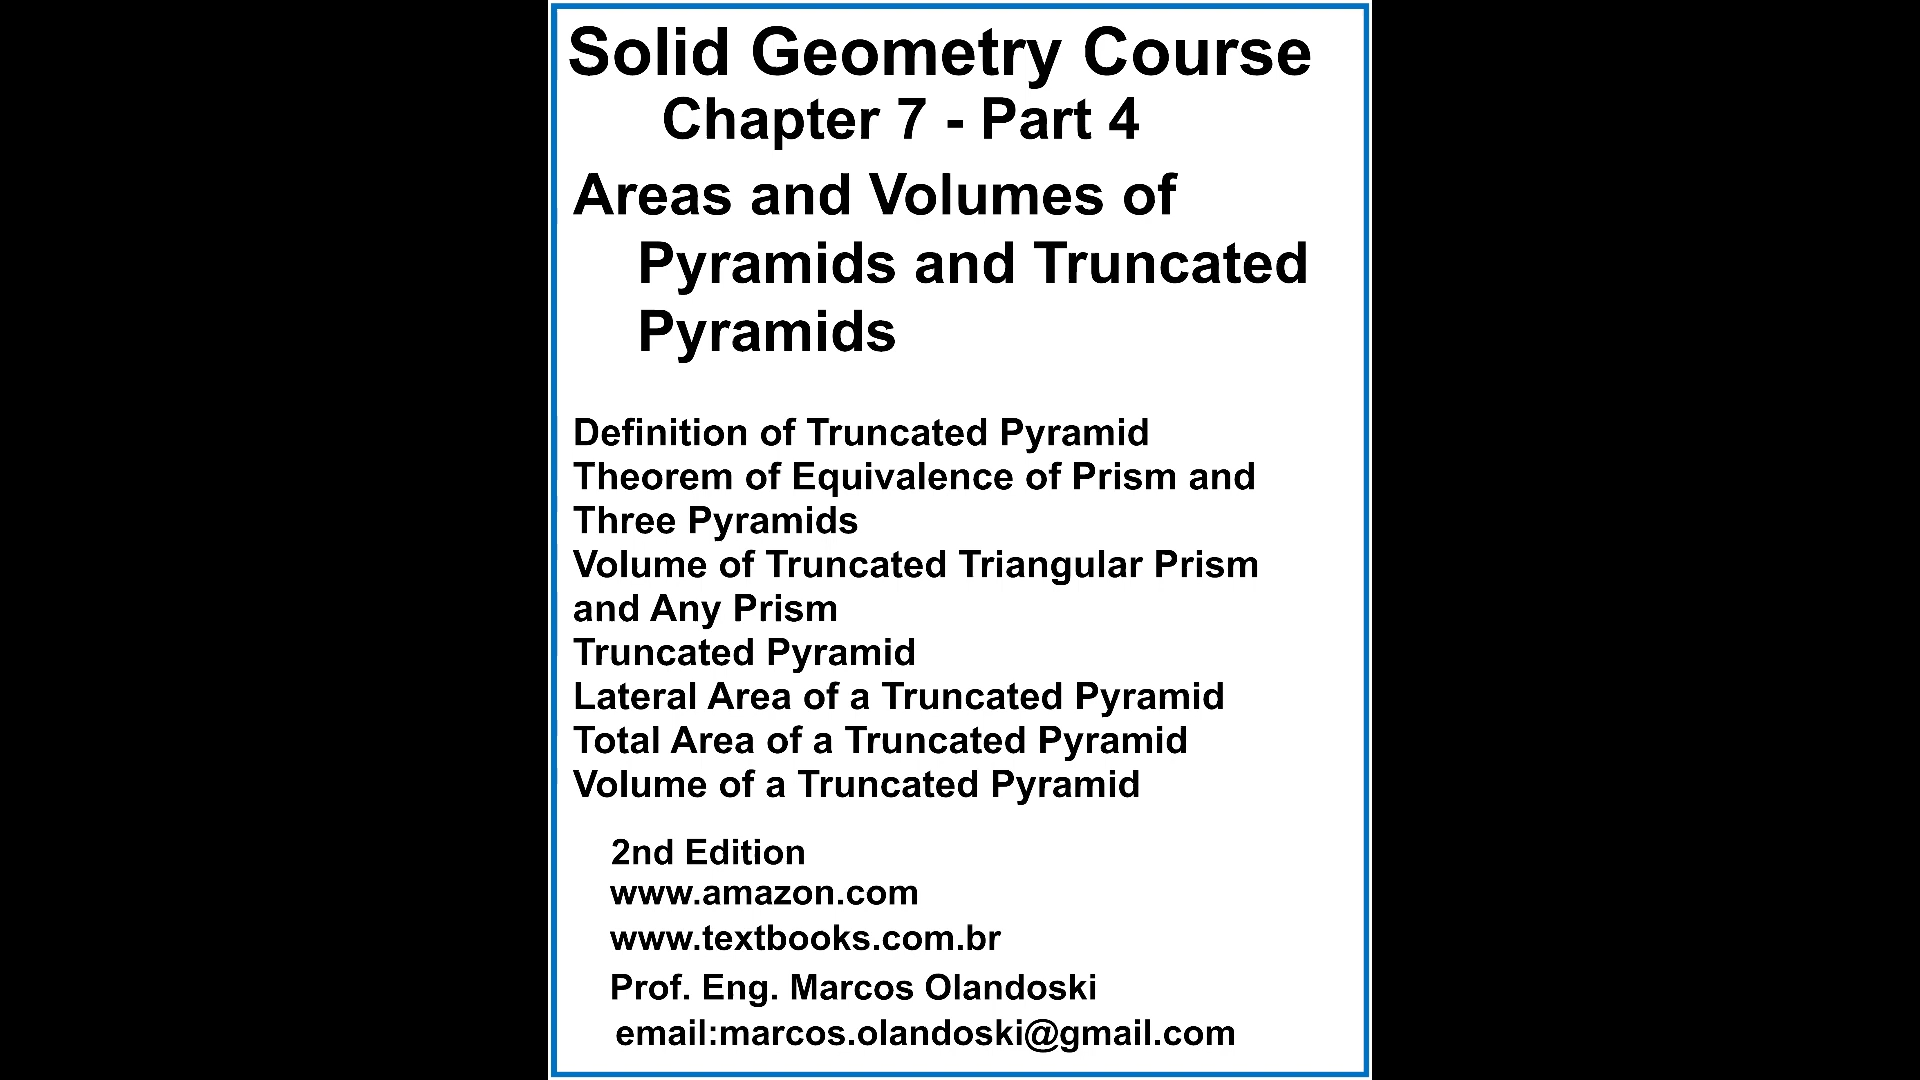 Solid Geometry Course
Chapter 7 - Part 4
Areas and Volumes of
Pyramids and Truncated
Pyramids
Definition of Truncated Pyramid
Theorem of Equivalence of Prism and
Three Pyramids
Volume of Truncated Triangular Prism
and Any Prism
Truncated Pyramid
Lateral Area of a Truncated Pyramid
Total Area of a Truncated Pyramid
Volume of a Truncated Pyramid
2nd Edition
www.amazon.com
www.textbooks.com.br
Prof. Eng. Marcos Olandoski
email:marcos.olandoski@gmail.com